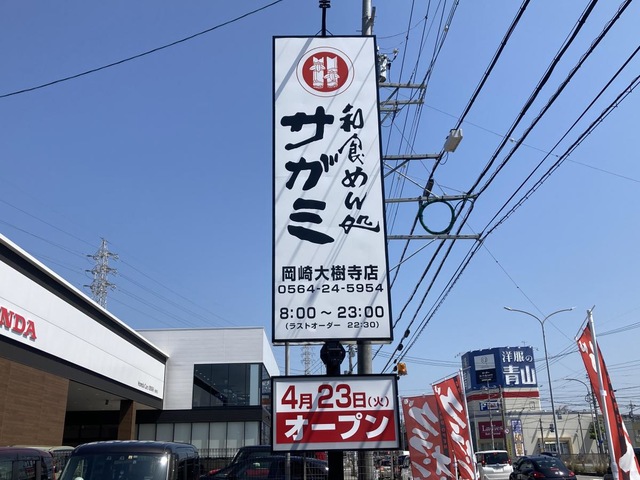 和食めん処
サガミ
岡崎大樹寺店
0564-24-5954
8:00～23:00
(ラストオーダー 22:30)
4月23日(火)
オープン
HONDA
洋服の
青山